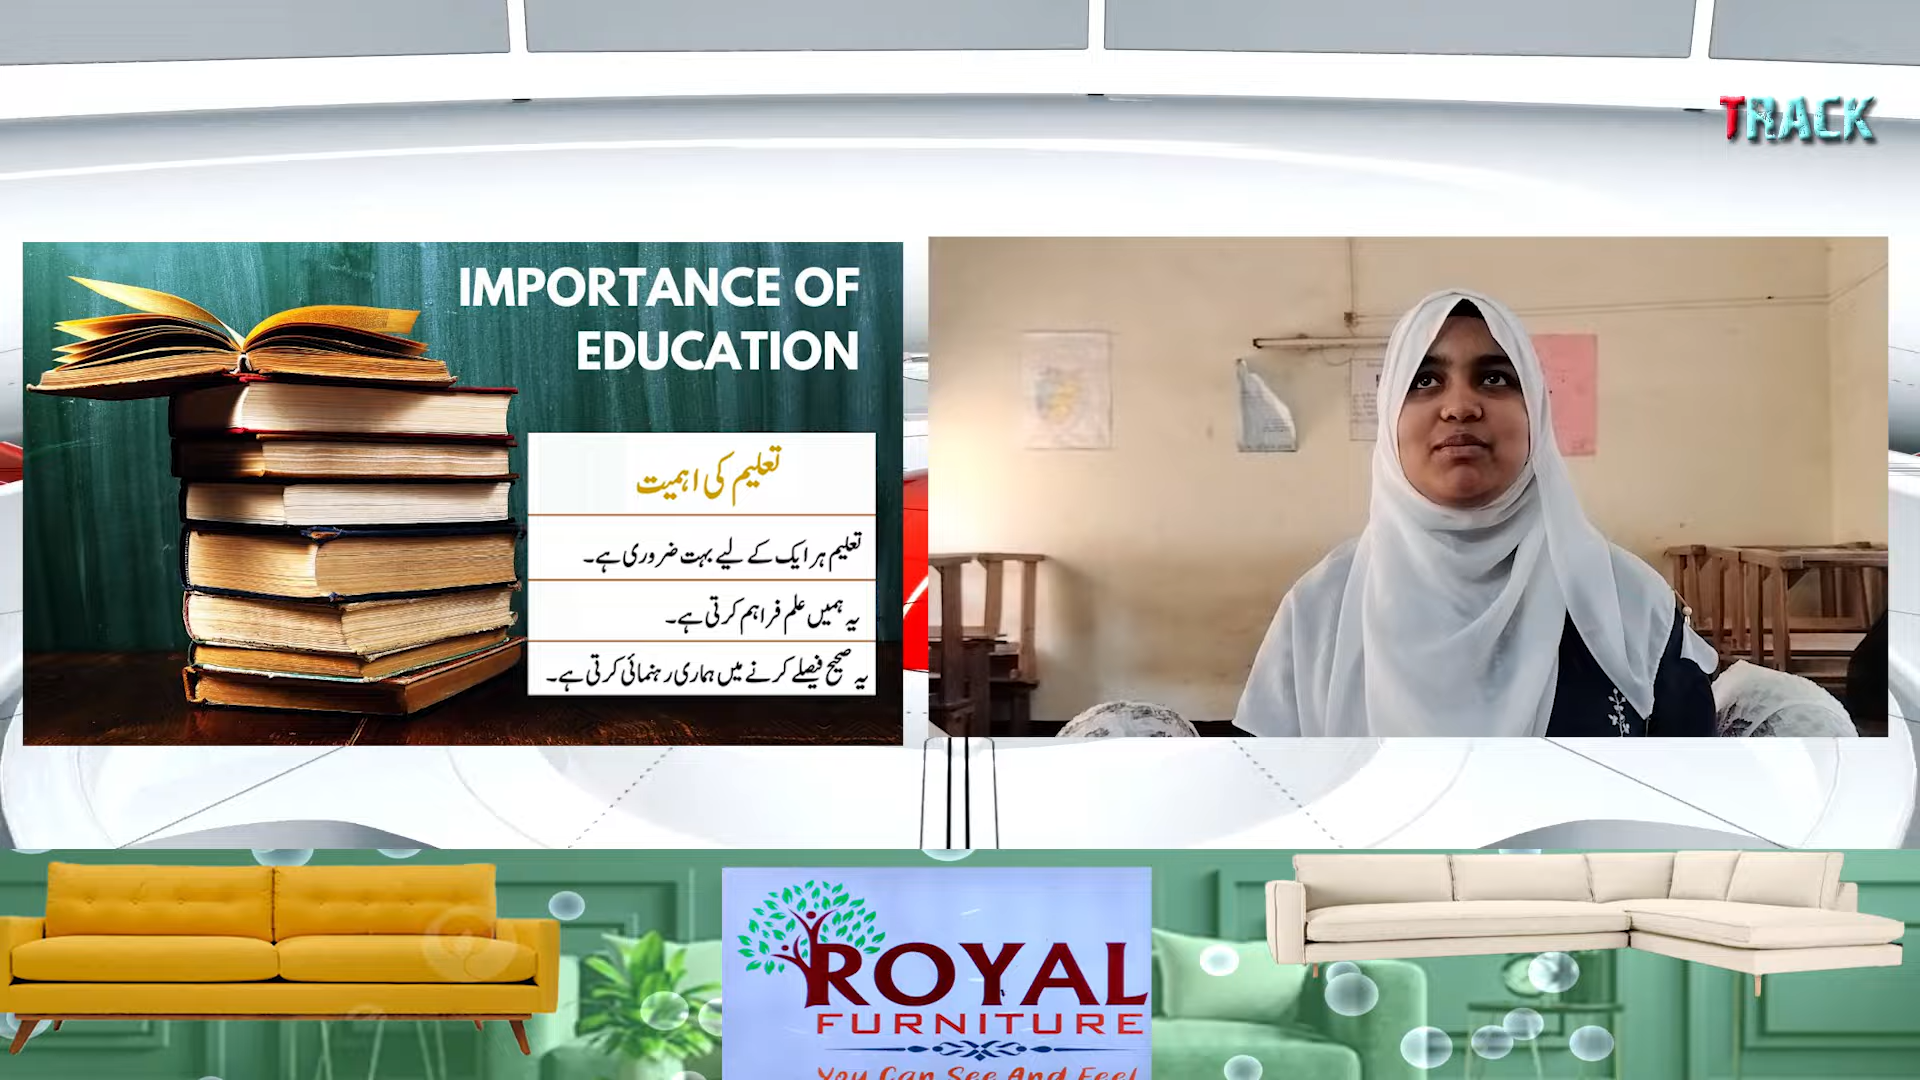 TRACK
IMPORTANCE OF
EDUCATION
تعلیم کی اہمیت
تعلیم ہر ایک کے لیے بہت ضروری ہے۔
یہ ہمیں علم فراہم کرتی ہے۔
یہ صحیح فیصلے کرنے میں ہماری رہنمائی کرتی ہے۔
ROYAL
FURNITURE
You Can See And Feel